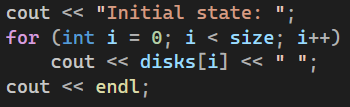 cout << "Initial state: ";
for (int i = 0; i < size; i++)
    cout << disks[i] << " ";
cout << endl;